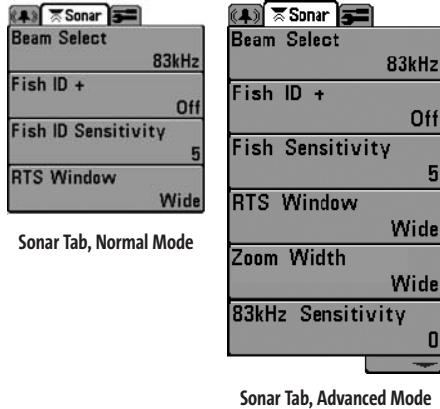 Sonar
Beam Select
83kHz
Fish ID +
Off
Fish ID Sensitivity
5
RTS Window
Wide
Sonar Tab, Normal Mode
Sonar
Beam Select
83kHz
Fish ID +
Off
Fish Sensitivity
5
RTS Window
Wide
Zoom Width
Wide
83kHz Sensitivity
0
Sonar Tab, Advanced Mode